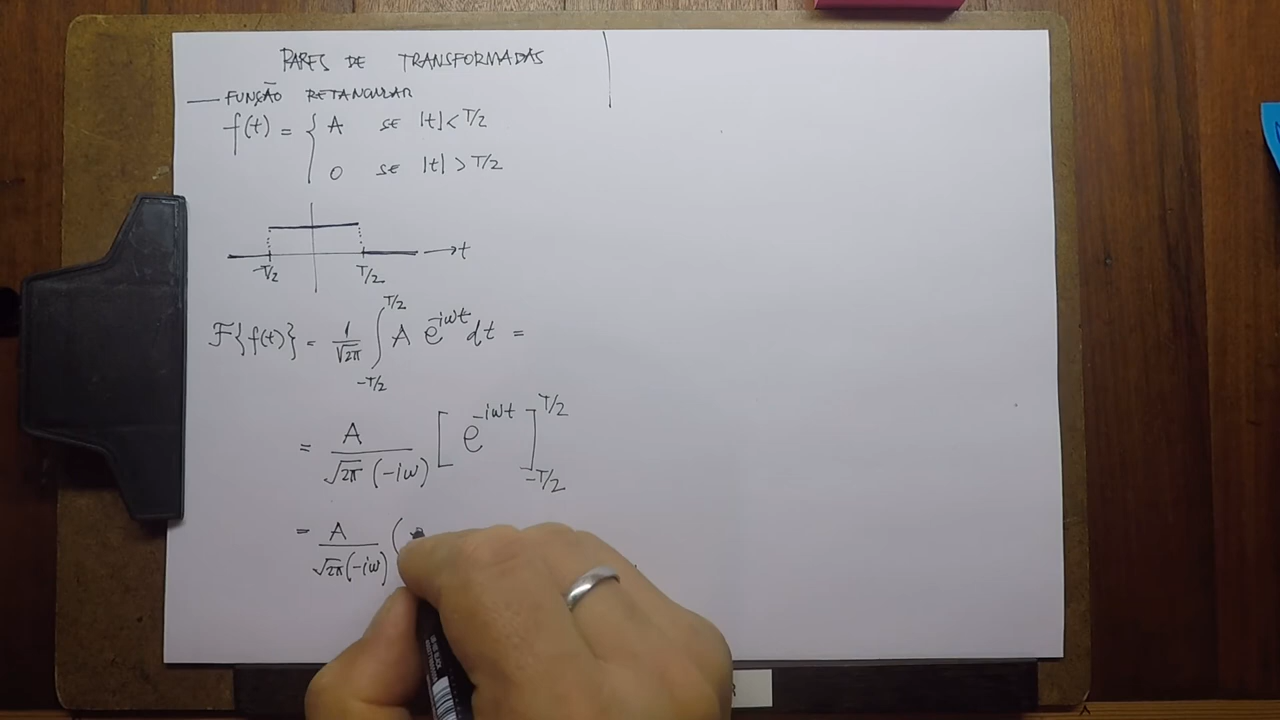 PARES DE TRANSFORMADAS
— FUNÇÃO RETANGULAR
f(t) = { A SE |t| < T/2
0 SE |t| > T/2
-T/2 T/2 → t
ℱ{f(t)} = 1/√2π ∫_{-T/2}^{T/2} A e^{-iωt} dt =
= A/(√2π (-iω)) [e^{-iωt}]_{-T/2}^{T/2}
= A/(√2π (-iω)) (